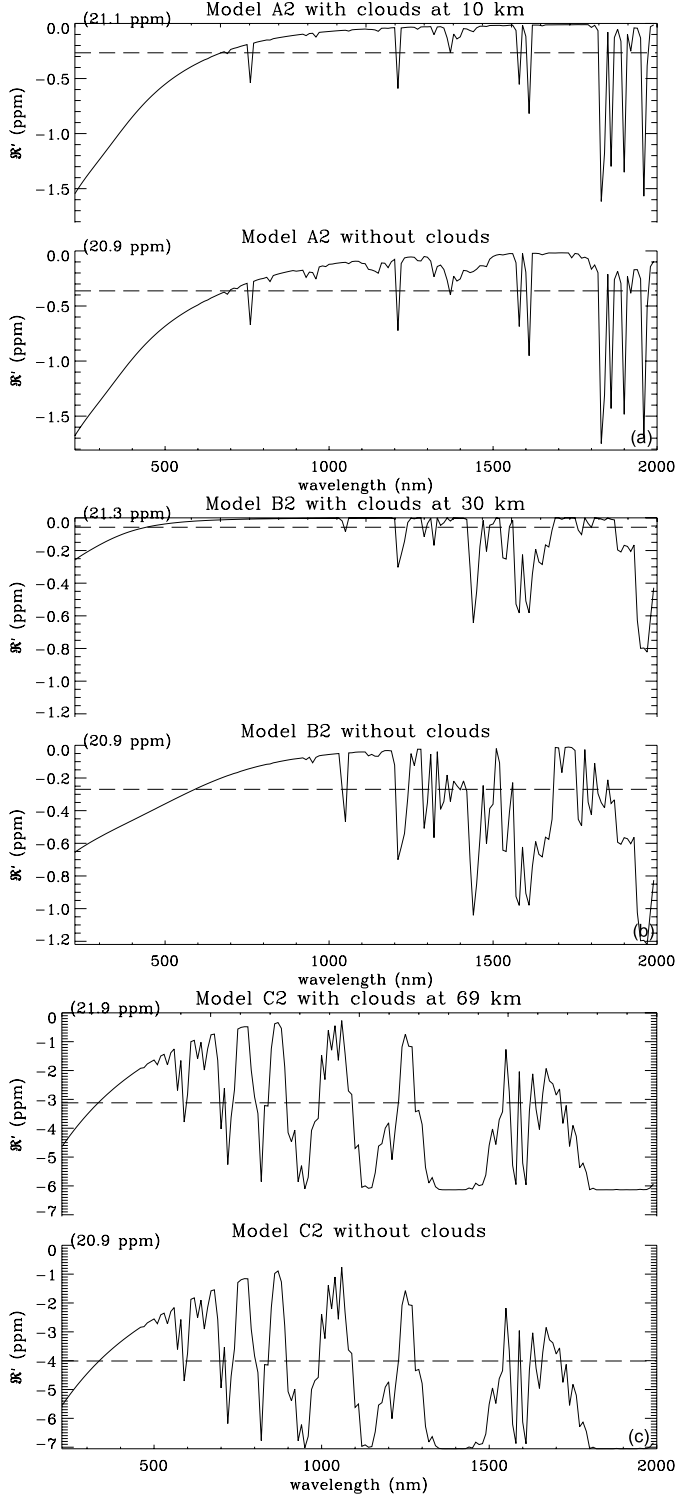 Model A2 with clouds at 10 km
(21.1 ppm)
0.0
−0.5
−1.0
−1.5
ℜ' (ppm)
Model A2 without clouds
(20.9 ppm)
0.0
−0.5
−1.0
−1.5
ℜ' (ppm)
(a)
500 1000 1500 2000
wavelength (nm)
Model B2 with clouds at 30 km
(21.3 ppm)
0.0
−0.2
−0.4
−0.6
−0.8
−1.0
−1.2
ℜ' (ppm)
Model B2 without clouds
(20.9 ppm)
0.0
−0.2
−0.4
−0.6
−0.8
−1.0
−1.2
ℜ' (ppm)
(b)
500 1000 1500 2000
wavelength (nm)
Model C2 with clouds at 69 km
(21.9 ppm)
0
−1
−2
−3
−4
−5
−6
−7
ℜ' (ppm)
Model C2 without clouds
(20.9 ppm)
0
−1
−2
−3
−4
−5
−6
−7
ℜ' (ppm)
(c)
500 1000 1500 2000
wavelength (nm)